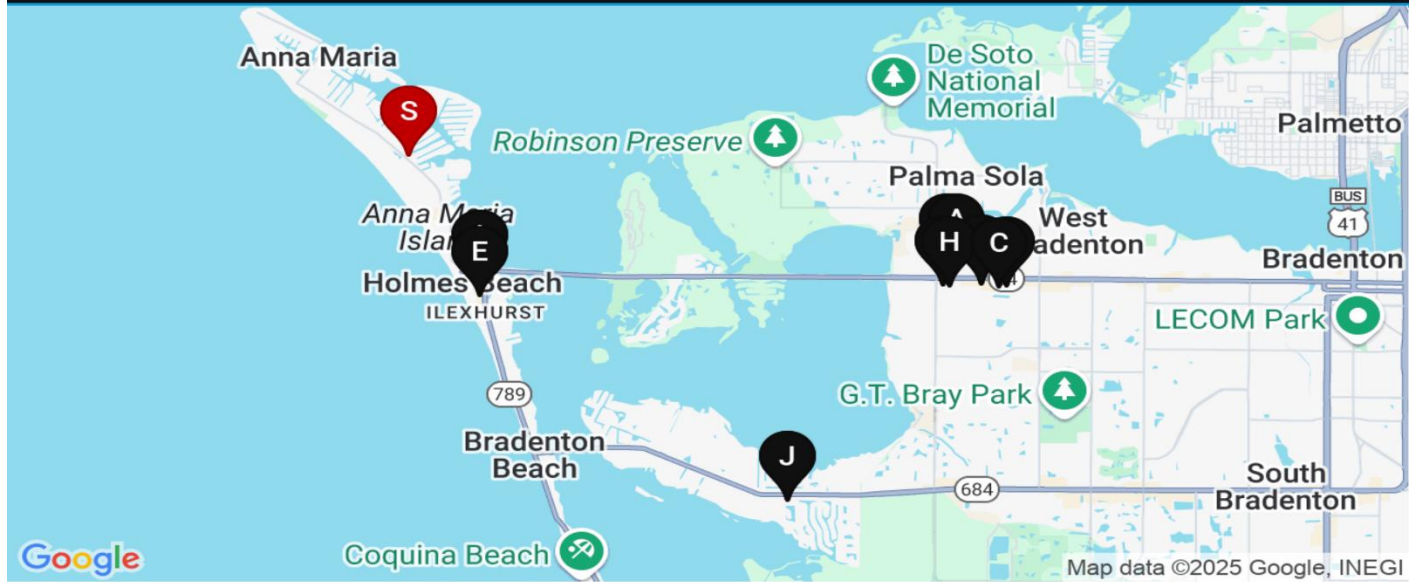 Anna Maria
S
De Soto
National
Memorial
Robinson Preserve
Palmetto
Palma Sola
BUS
41
Anna Maria
Island
A
H
C
West
Bradenton
Bradenton
E
Holmes Beach
ILEXHURST
LECOM Park
789
G.T. Bray Park
Bradenton
Beach
J
684
South
Bradenton
Coquina Beach
Google
Map data ©2025 Google, INEGI